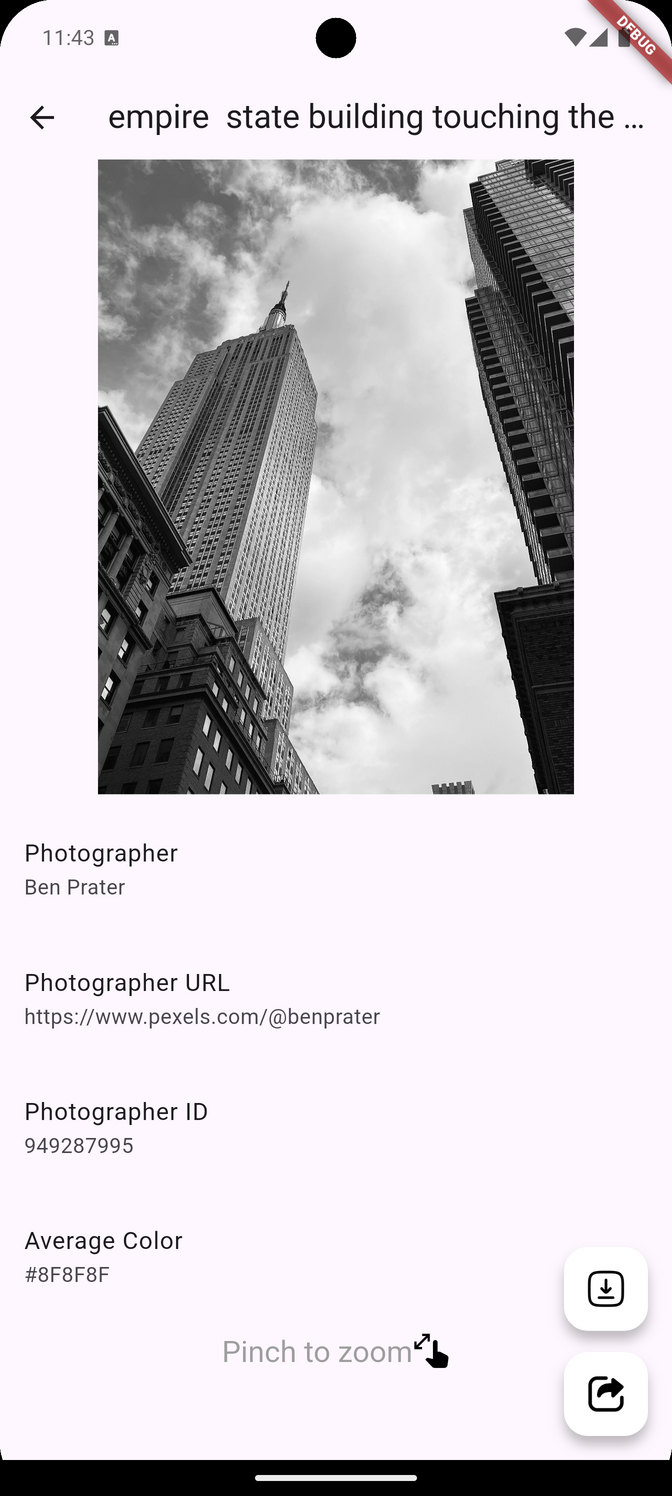 11:43
DEBUG
empire  state building touching the ...
Photographer
Ben Prater
Photographer URL
https://www.pexels.com/@benprater
Photographer ID
949287995
Average Color
#8F8F8F
Pinch to zoom